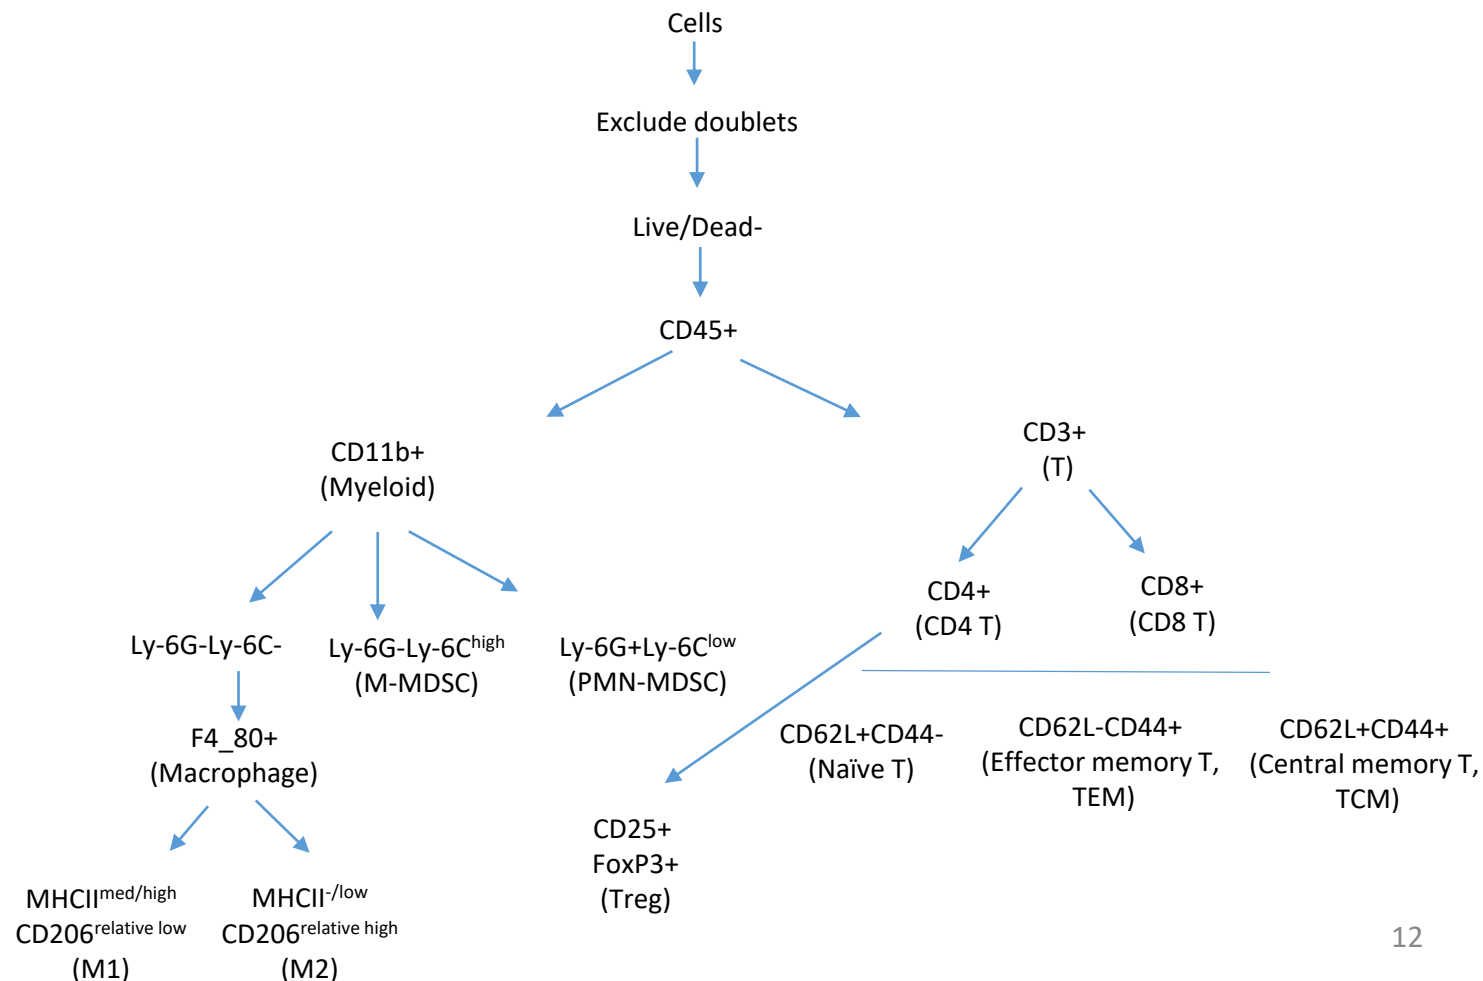 Cells
Exclude doublets
Live/Dead-
CD45+
CD11b+
(Myeloid)
CD3+
(T)
Ly-6G-Ly-6C-
Ly-6G-Ly-6Chigh
(M-MDSC)
Ly-6G+Ly-6Clow
(PMN-MDSC)
CD4+
(CD4 T)
CD8+
(CD8 T)
F4_80+
(Macrophage)
CD62L+CD44-
(Naïve T)
CD62L-CD44+
(Effector memory T,
TEM)
CD62L+CD44+
(Central memory T,
TCM)
CD25+
FoxP3+
(Treg)
MHCIImed/high
CD206relative low
(M1)
MHCII-/low
CD206relative high
(M2)
12